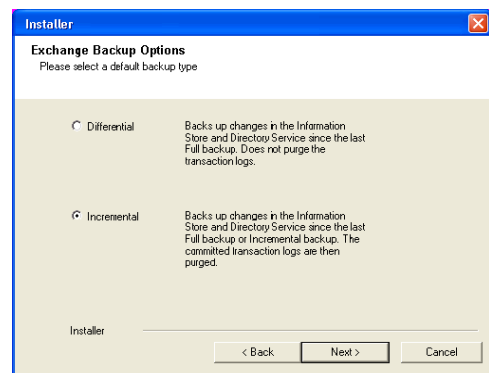 Installer
Exchange Backup Options
Please select a default backup type
Differential
Backs up changes in the Information
Store and Directory Service since the last
Full backup. Does not purge the
transaction logs.
Incremental
Backs up changes in the Information
Store and Directory Service since the last
Full backup or Incremental backup. The
committed transaction logs are then
purged.
Installer
< Back Next > Cancel